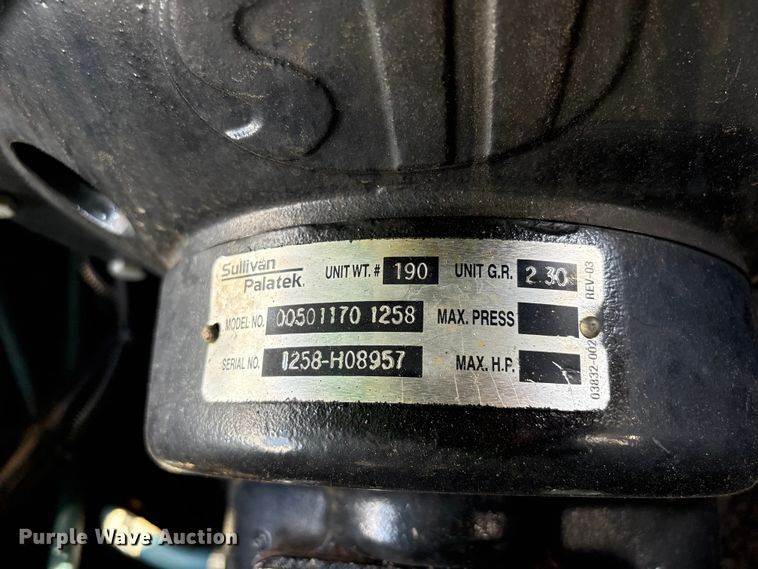 Sullivan
Palatek®
UNIT WT. # 190 UNIT G.R. 2.30
MODEL NO. 00501170 1258 MAX. PRESS
SERIAL NO. 1258-H08957 MAX. H.P.
03832-002 REV-03
Purple Wave Auction